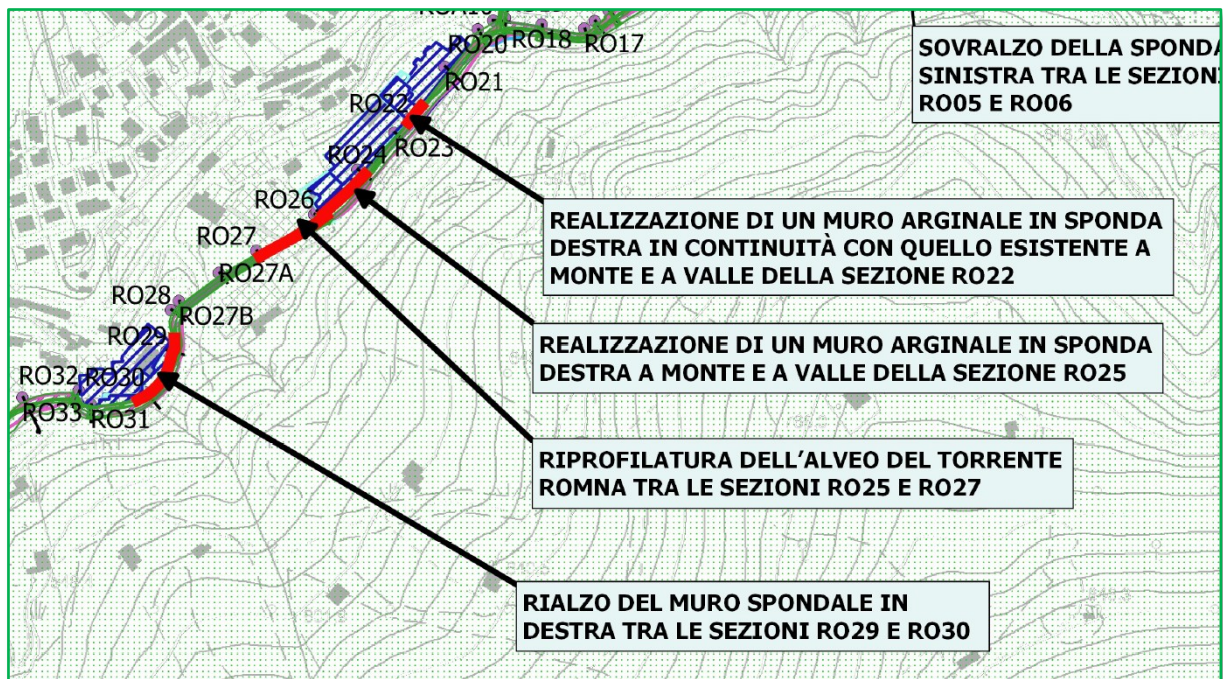 RO20
RO18
RO17
SOVRALZO DELLA SPONDA
SINISTRA TRA LE SEZIONI
RO05 E RO06
RO21
RO22
RO23
RO24
RO26
RO27
RO27A
RO28
RO27B
RO29
RO30
RO32
RO33
RO31
REALIZZAZIONE DI UN MURO ARGINALE IN SPONDA
DESTRA IN CONTINUITÀ CON QUELLO ESISTENTE A
MONTE E A VALLE DELLA SEZIONE RO22
REALIZZAZIONE DI UN MURO ARGINALE IN SPONDA
DESTRA A MONTE E A VALLE DELLA SEZIONE RO25
RIPROFILATURA DELL'ALVEO DEL TORRENTE
ROMNA TRA LE SEZIONI RO25 E RO27
RIALZO DEL MURO SPONDALE IN
DESTRA TRA LE SEZIONI RO29 E RO30